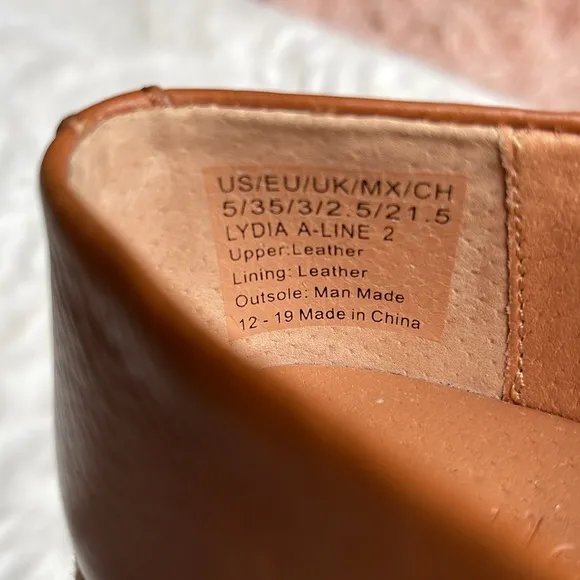 US/EU/UK/MX/CH
5/35/3/2.5/21.5
LYDIA A-LINE 2
Upper:Leather
Lining: Leather
Outsole: Man Made
12 - 19 Made in China